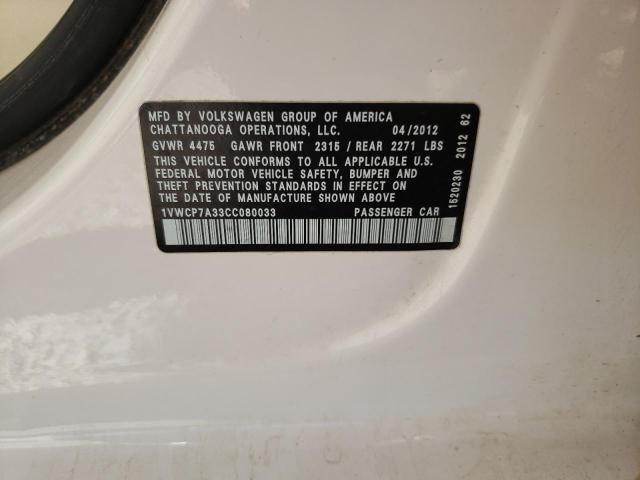 MFD BY VOLKSWAGEN GROUP OF AMERICA
CHATTANOOGA OPERATIONS, LLC. 04/2012
GVWR 4475 GAWR FRONT 2315 / REAR 2271 LBS
THIS VEHICLE CONFORMS TO ALL APPLICABLE U.S.
FEDERAL MOTOR VEHICLE SAFETY, BUMPER AND
THEFT PREVENTION STANDARDS IN EFFECT ON
THE DATE OF MANUFACTURE SHOWN ABOVE
1VWCP7A33CC080033 PASSENGER CAR
1520230 2012 62